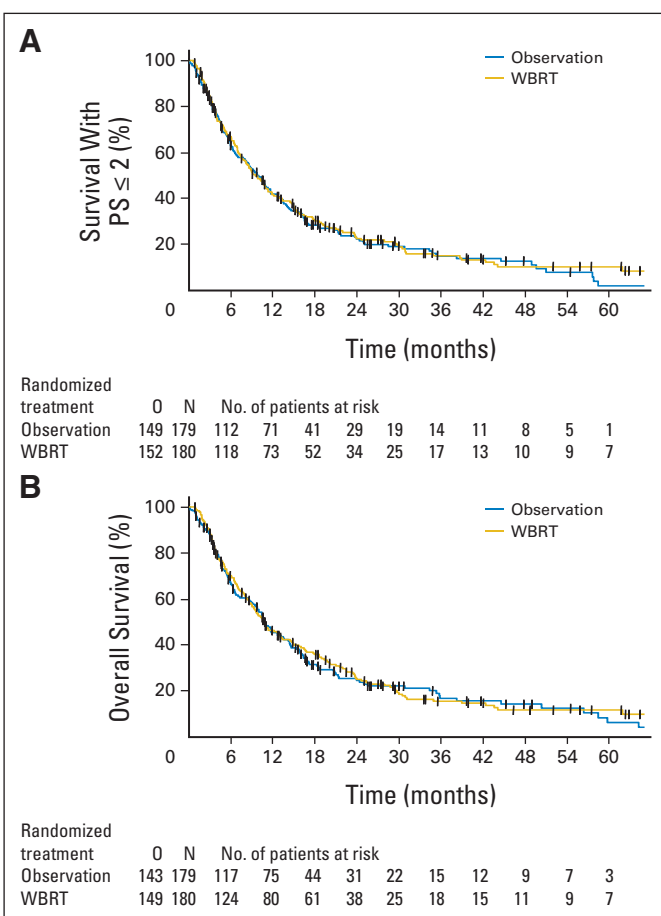 A
Survival With
PS ≤ 2 (%)
100
80
60
40
20
Observation
WBRT
0 6 12 18 24 30 36 42 48 54 60
Time (months)
Randomized
treatment O N No. of patients at risk
Observation 149 179 112 71 41 29 19 14 11 8 5 1
WBRT 152 180 118 73 52 34 25 17 13 10 9 7
B
Overall Survival (%)
100
80
60
40
20
Observation
WBRT
0 6 12 18 24 30 36 42 48 54 60
Time (months)
Randomized
treatment O N No. of patients at risk
Observation 143 179 117 75 44 31 22 15 12 9 7 3
WBRT 149 180 124 80 61 38 25 18 15 11 9 7